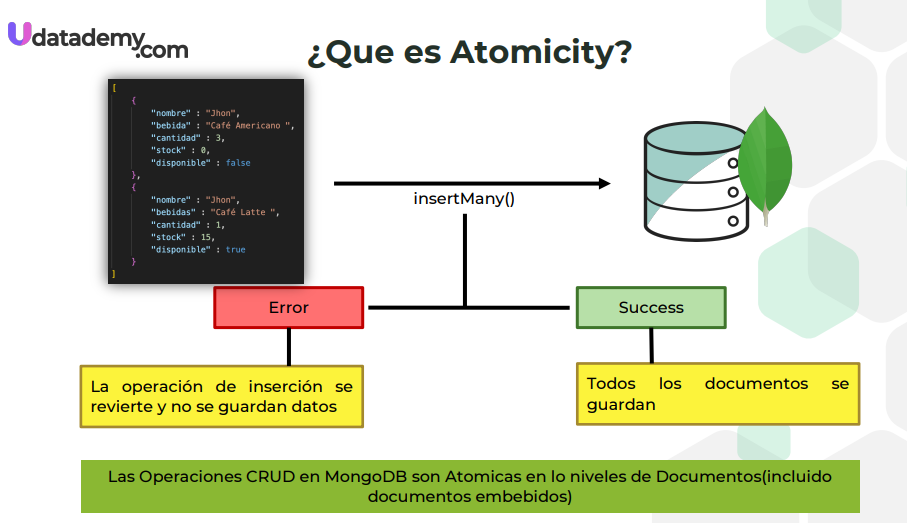 Udatademy
.com
¿Que es Atomicity?
[
{
"nombre" : "Jhon",
"bebida" : "Café Americano ",
"cantidad" : 3,
"stock" : 0,
"disponible" : false
},
{
"nombre" : "Jhon",
"bebidas" : "Café Latte ",
"cantidad" : 1,
"stock" : 15,
"disponible" : true
}
]
insertMany()
Error
Success
La operación de inserción se
revierte y no se guardan datos
Todos los documentos se
guardan
Las Operaciones CRUD en MongoDB son Atomicas en lo niveles de Documentos(incluido
documentos embebidos)